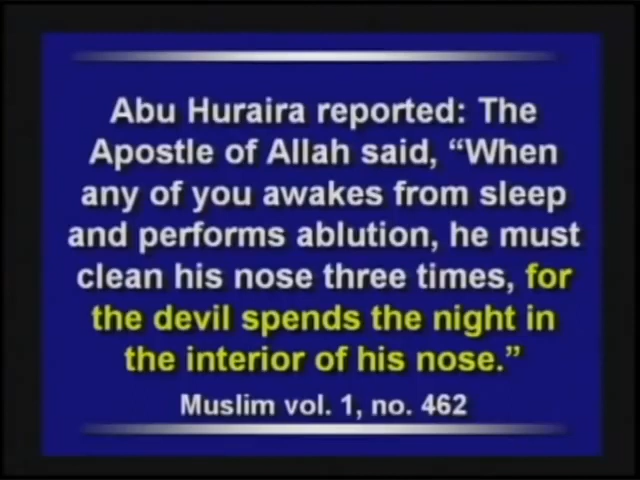 Abu Huraira reported: The
Apostle of Allah said, “When
any of you awakes from sleep
and performs ablution, he must
clean his nose three times, for
the devil spends the night in
the interior of his nose.”
Muslim vol. 1, no. 462